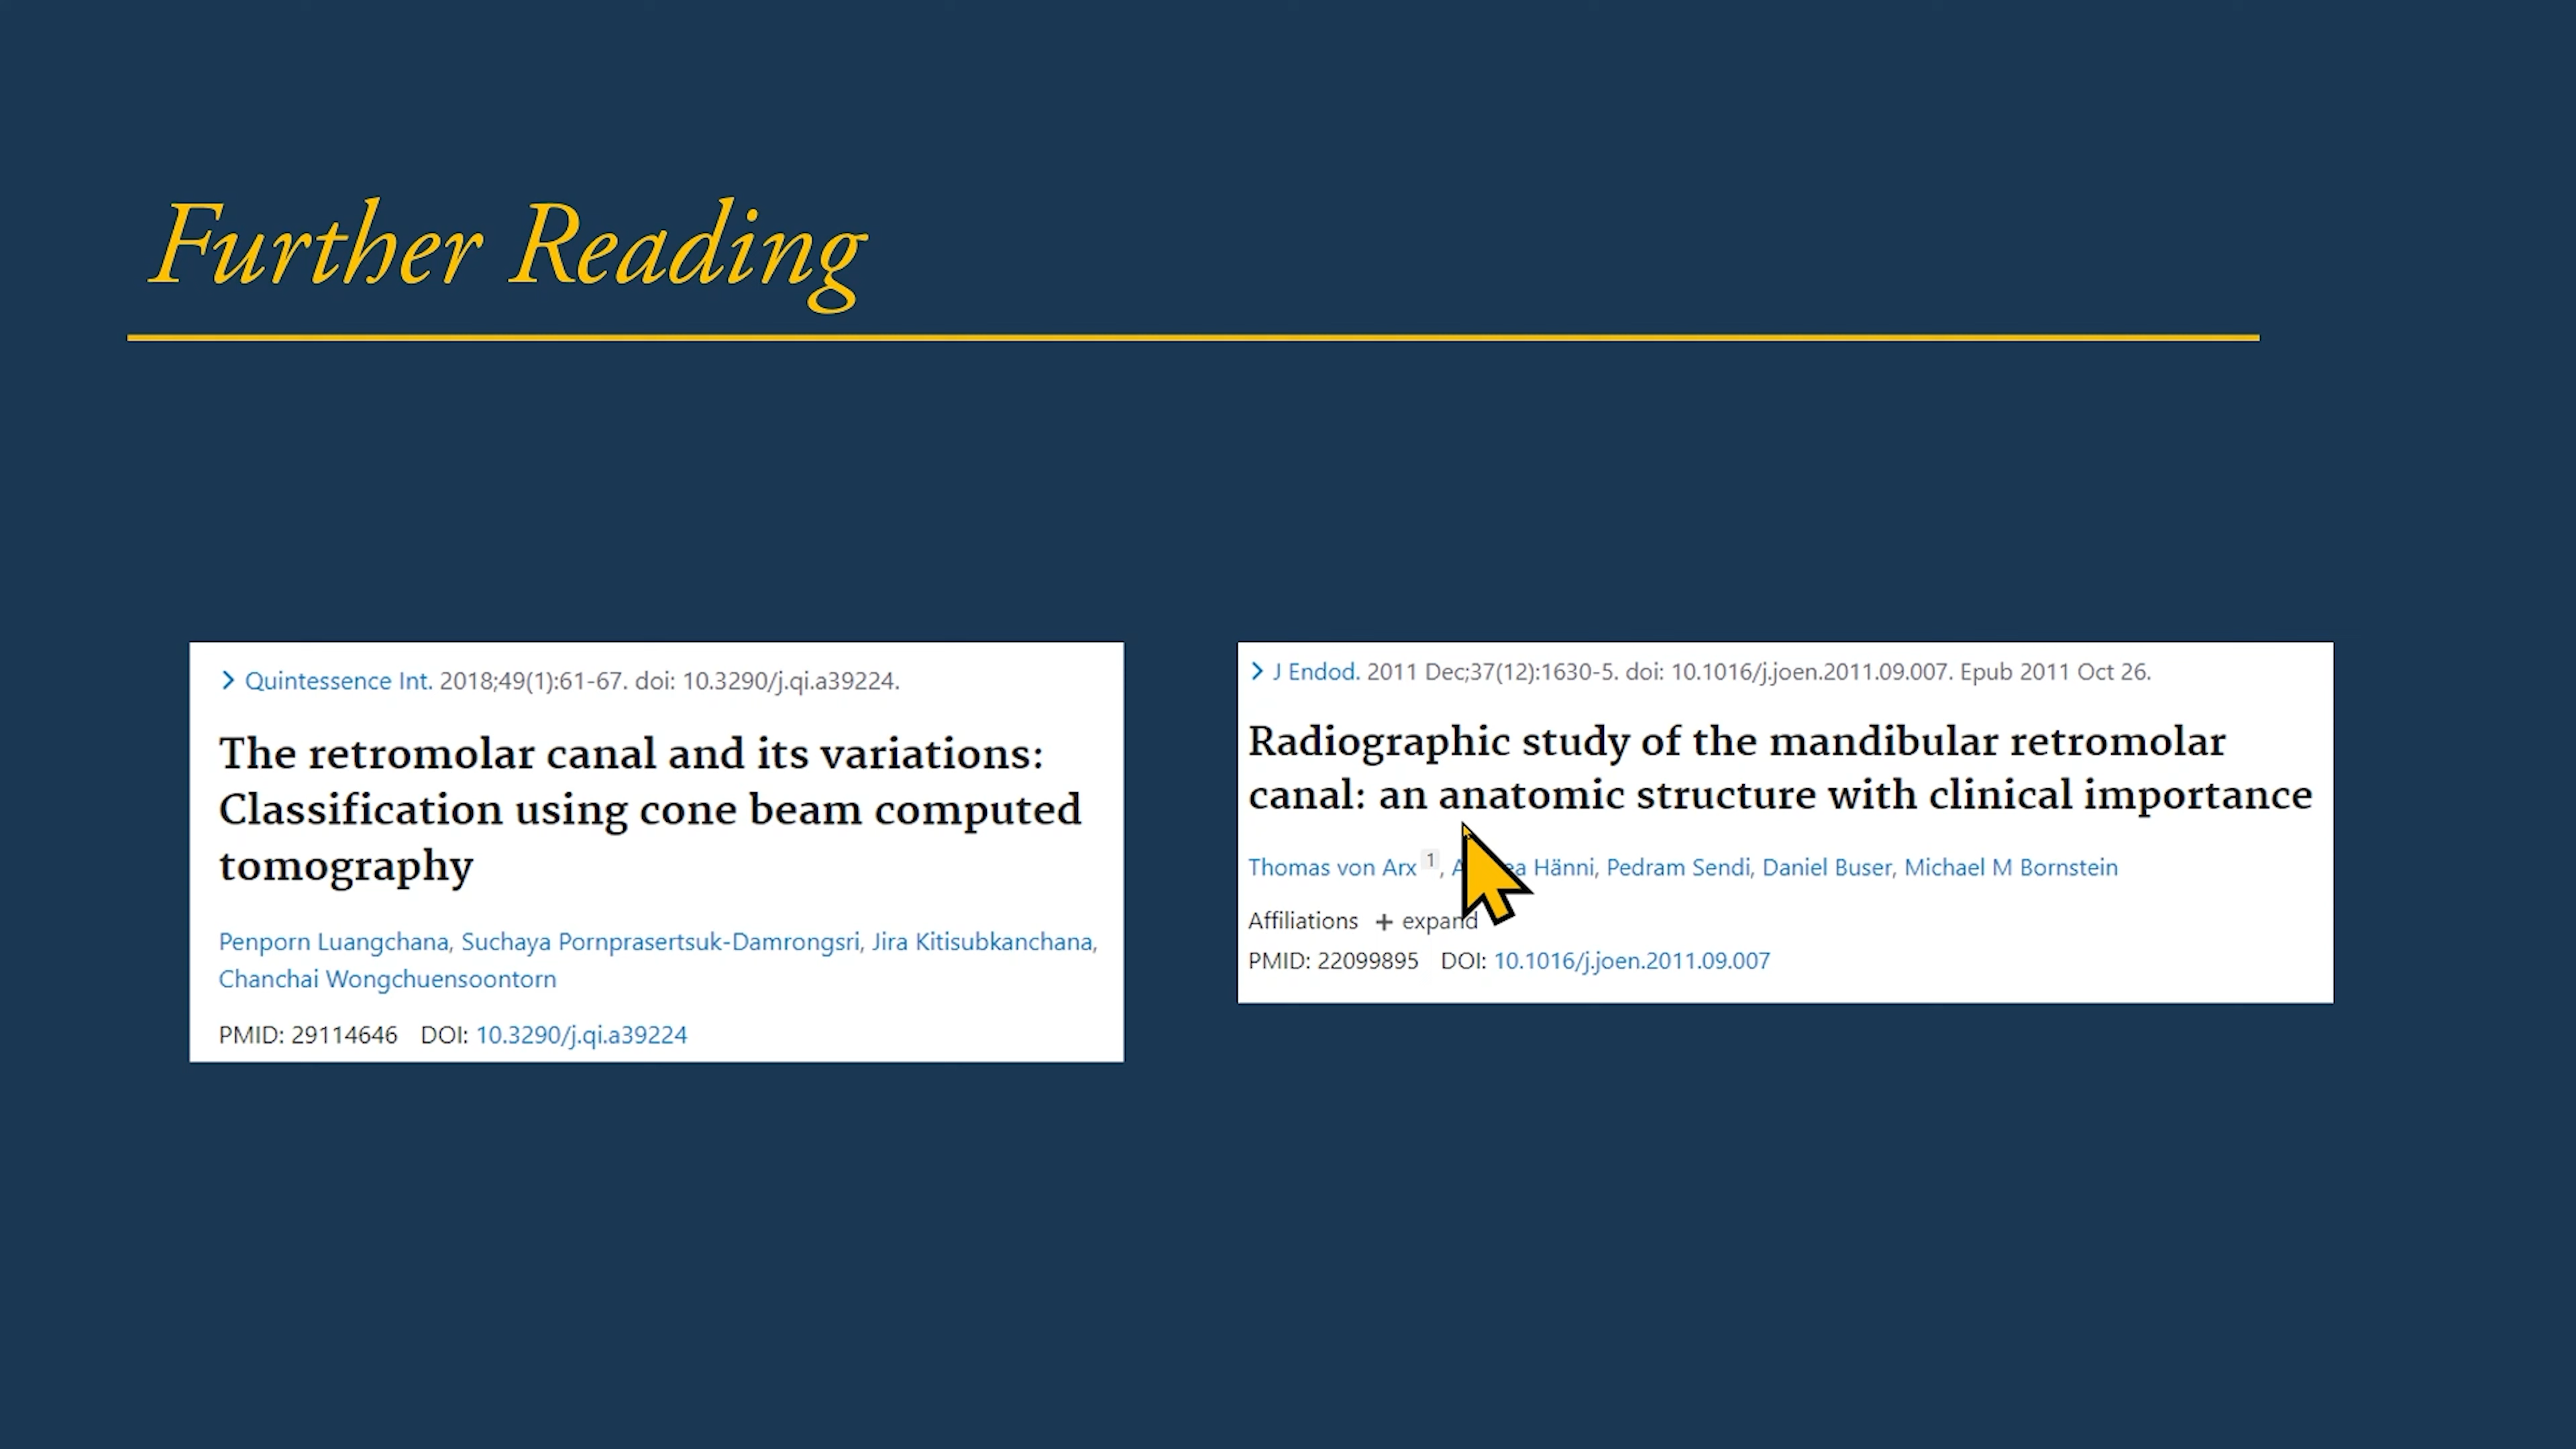 Further Reading
Quintessence Int. 2018;49(1):61-67. doi: 10.3290/j.qi.a39224.
The retromolar canal and its variations:
Classification using cone beam computed
tomography
Penporn Luangchana, Suchaya Pornprasertsuk-Damrongsri, Jira Kitisubkanchana,
Chanchai Wongchuensoontorn
PMID: 29114646 DOI: 10.3290/j.qi.a39224
J Endod. 2011 Dec;37(12):1630-5. doi: 10.1016/j.joen.2011.09.007. Epub 2011 Oct 26.
Radiographic study of the mandibular retromolar
canal: an anatomic structure with clinical importance
Thomas von Arx 1, Hänni, Pedram Sendi, Daniel Buser, Michael M Bornstein
Affiliations + expand
PMID: 22099895 DOI: 10.1016/j.joen.2011.09.007